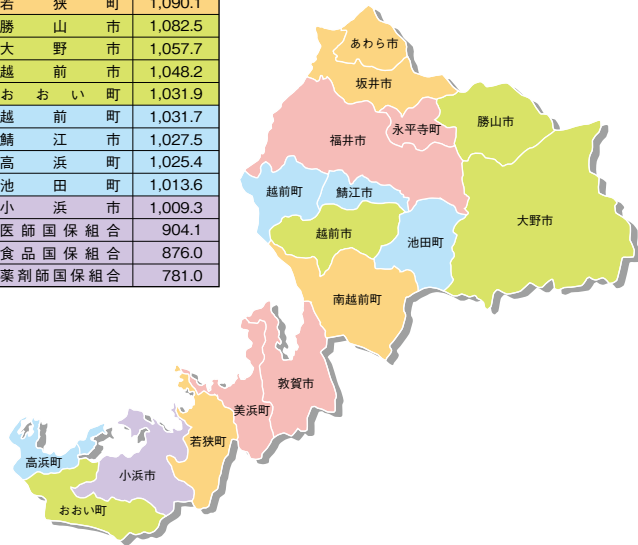 若狭町 1,090.1
勝山市 1,082.5
大野市 1,057.7
越前市 1,048.2
おおい町 1,031.9
越前町 1,031.7
鯖江市 1,027.5
高浜町 1,025.4
池田町 1,013.6
小浜市 1,009.3
医師国保組合 904.1
食品国保組合 876.0
薬剤師国保組合 781.0
あわら市
坂井市
福井市
永平寺町
勝山市
越前町
鯖江市
大野市
越前市
池田町
南越前町
敦賀市
美浜町
若狭町
高浜町
小浜市
おおい町